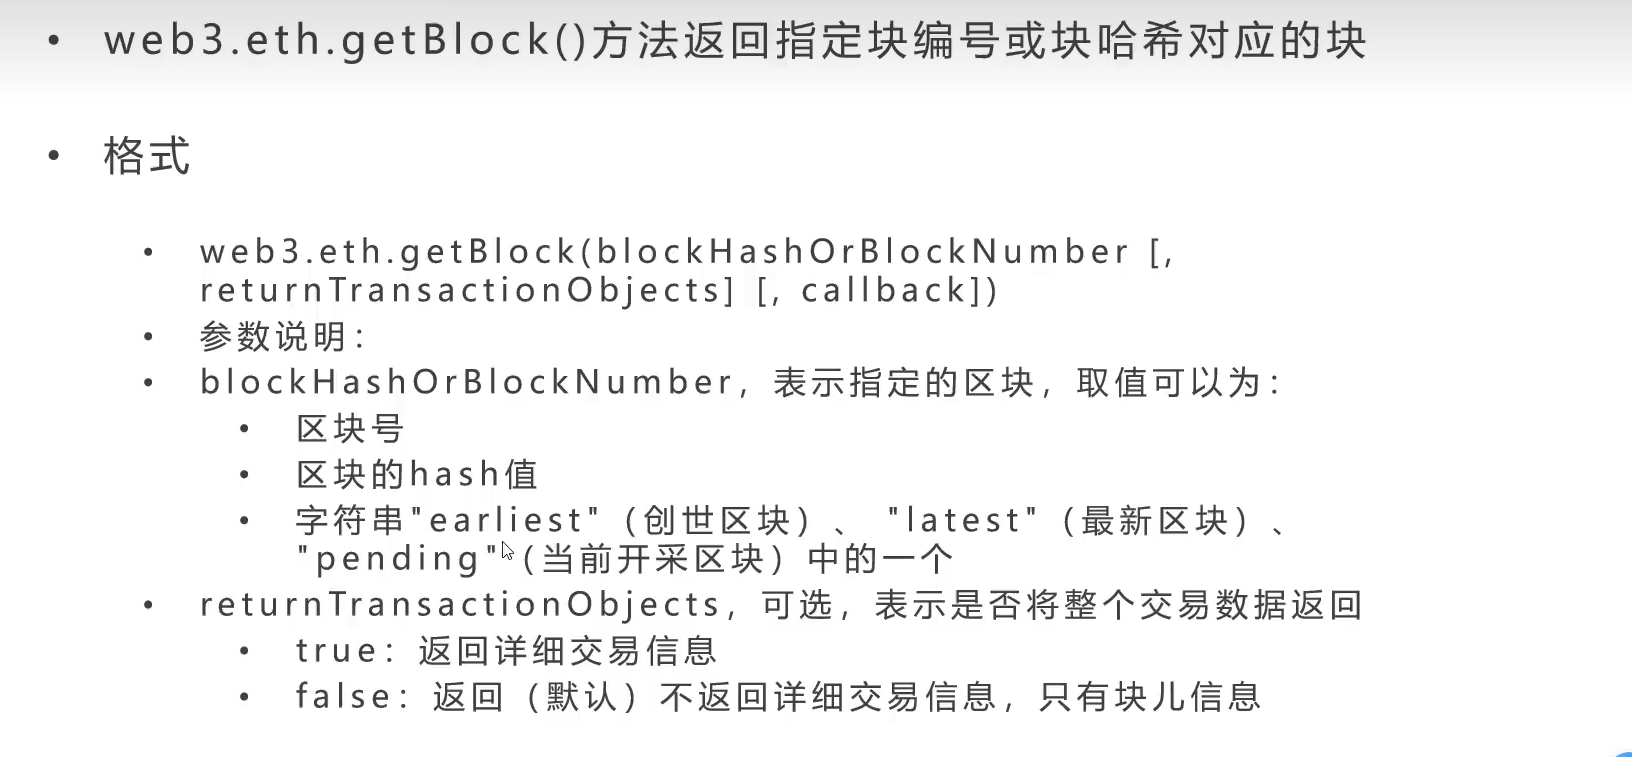 • web3.eth.getBlock()方法返回指定块编号或块哈希对应的块
• 格式
• web3.eth.getBlock(blockHashOrBlockNumber [,
returnTransactionObjects] [, callback])
• 参数说明：
• blockHashOrBlockNumber，表示指定的区块，取值可以为：
• 区块号
• 区块的hash值
• 字符串"earliest"（创世区块）、 "latest"（最新区块）、
"pending"（当前开采区块）中的一个
• returnTransactionObjects，可选，表示是否将整个交易数据返回
• true：返回详细交易信息
• false：返回（默认）不返回详细交易信息，只有块儿信息